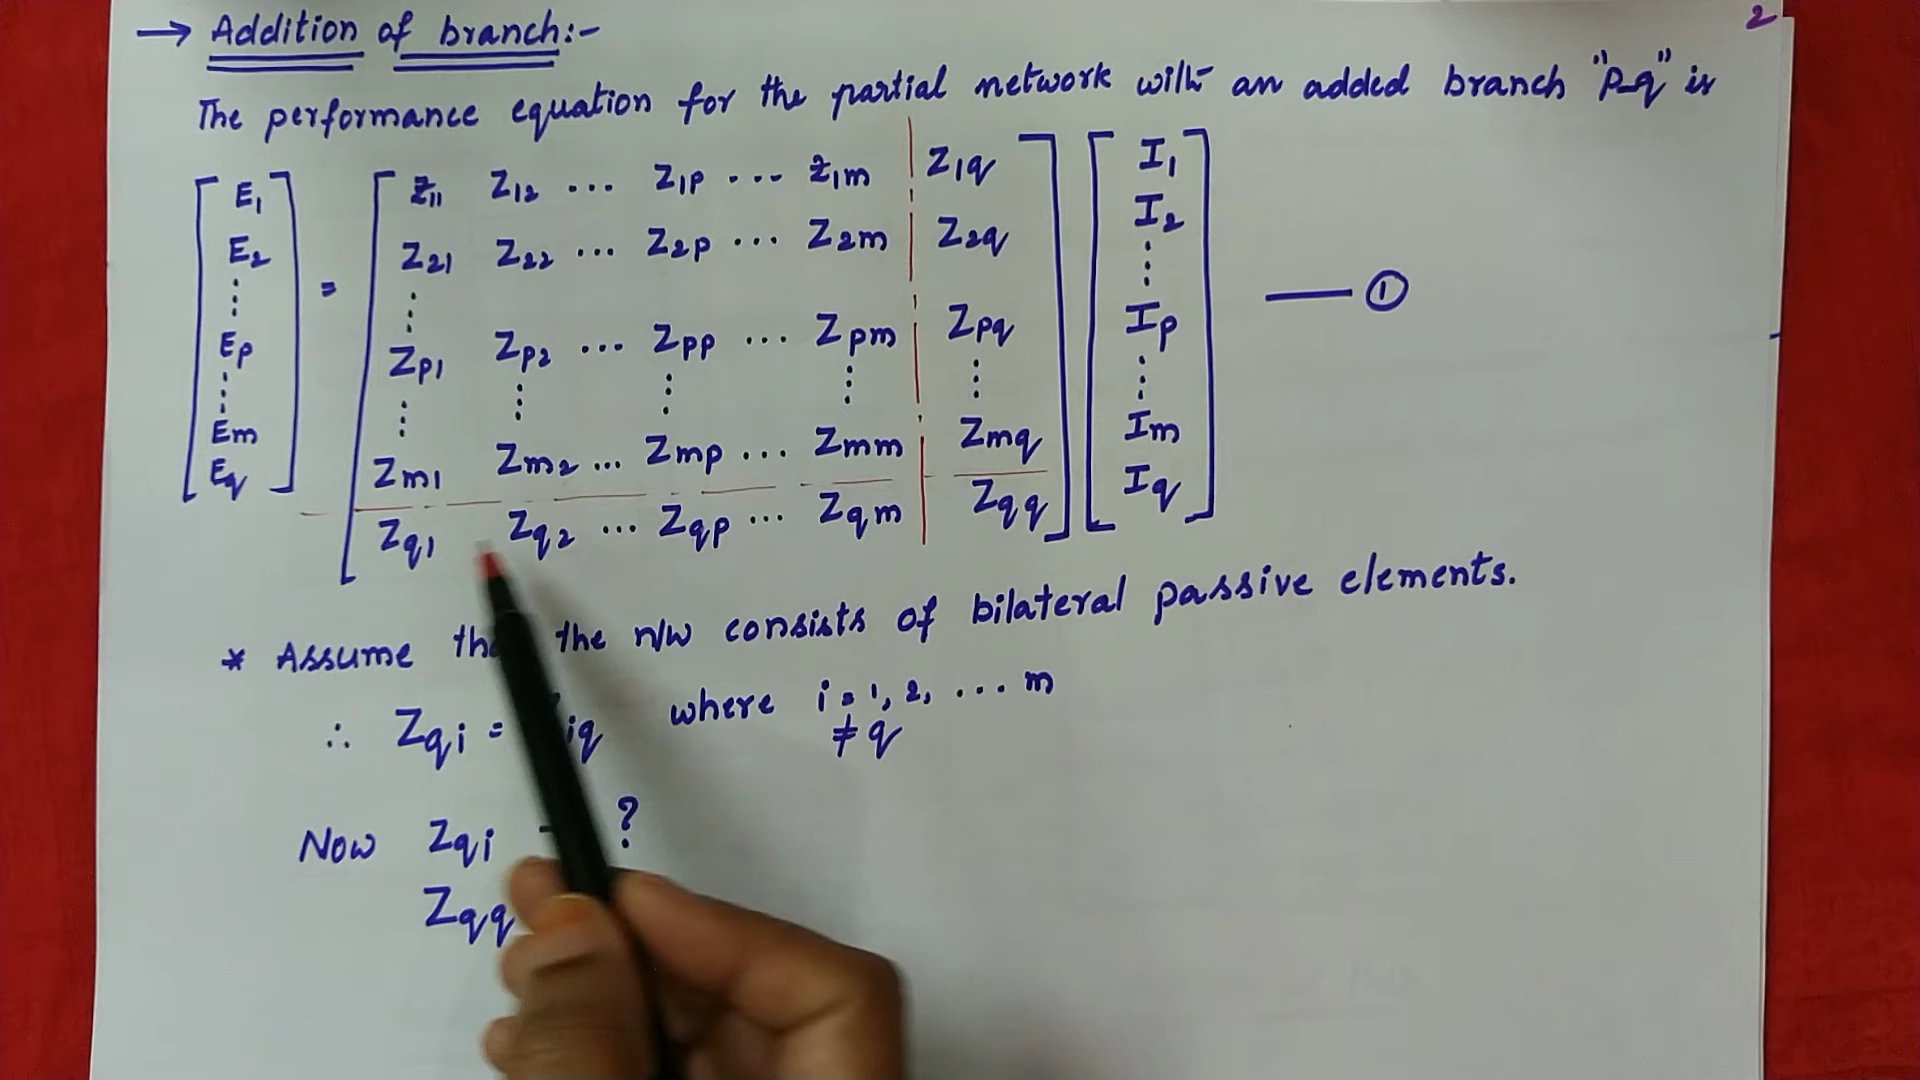 2
→ Addition of branch:-
The performance equation for the partial network with an added branch "p-q" is
[E1 E2 ⋮ Ep ⋮ Em Eq] = [Z11 Z12 ... Z1p ... Z1m Z1q
Z21 Z22 ... Z2p ... Z2m Z2q
⋮
Zp1 Zp2 ... Zpp ... Zpm Zpq
⋮ ⋮ ⋮ ⋮ ⋮
Zm1 Zm2 ... Zmp ... Zmm Zmq
Zq1 Zq2 ... Zqp ... Zqm Zqq] [I1 I2 ⋮ Ip ⋮ Im Iq] — ①
* Assume the n/w consists of bilateral passive elements.
∴ Zqi = iq where i = 1, 2, ... m
≠ q
Now Zqi ?
Zqq